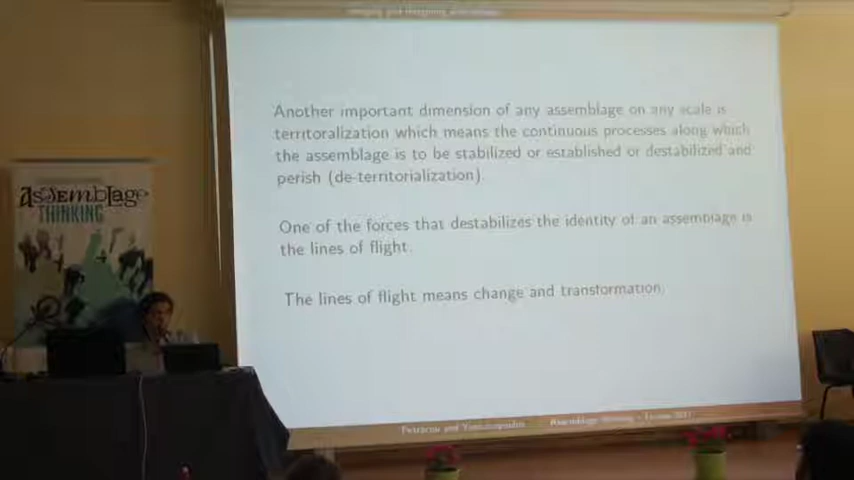 Another important dimension of any assemblage on any scale is
territoralization which means the continuous processes along which
the assemblage is to be stabilized or established or destabilized and
perish (de-territorialization).
One of the forces that destabilizes the identity of an assemblage is
the lines of flight.
The lines of flight means change and transformation.
AsSEmblage
THINKING